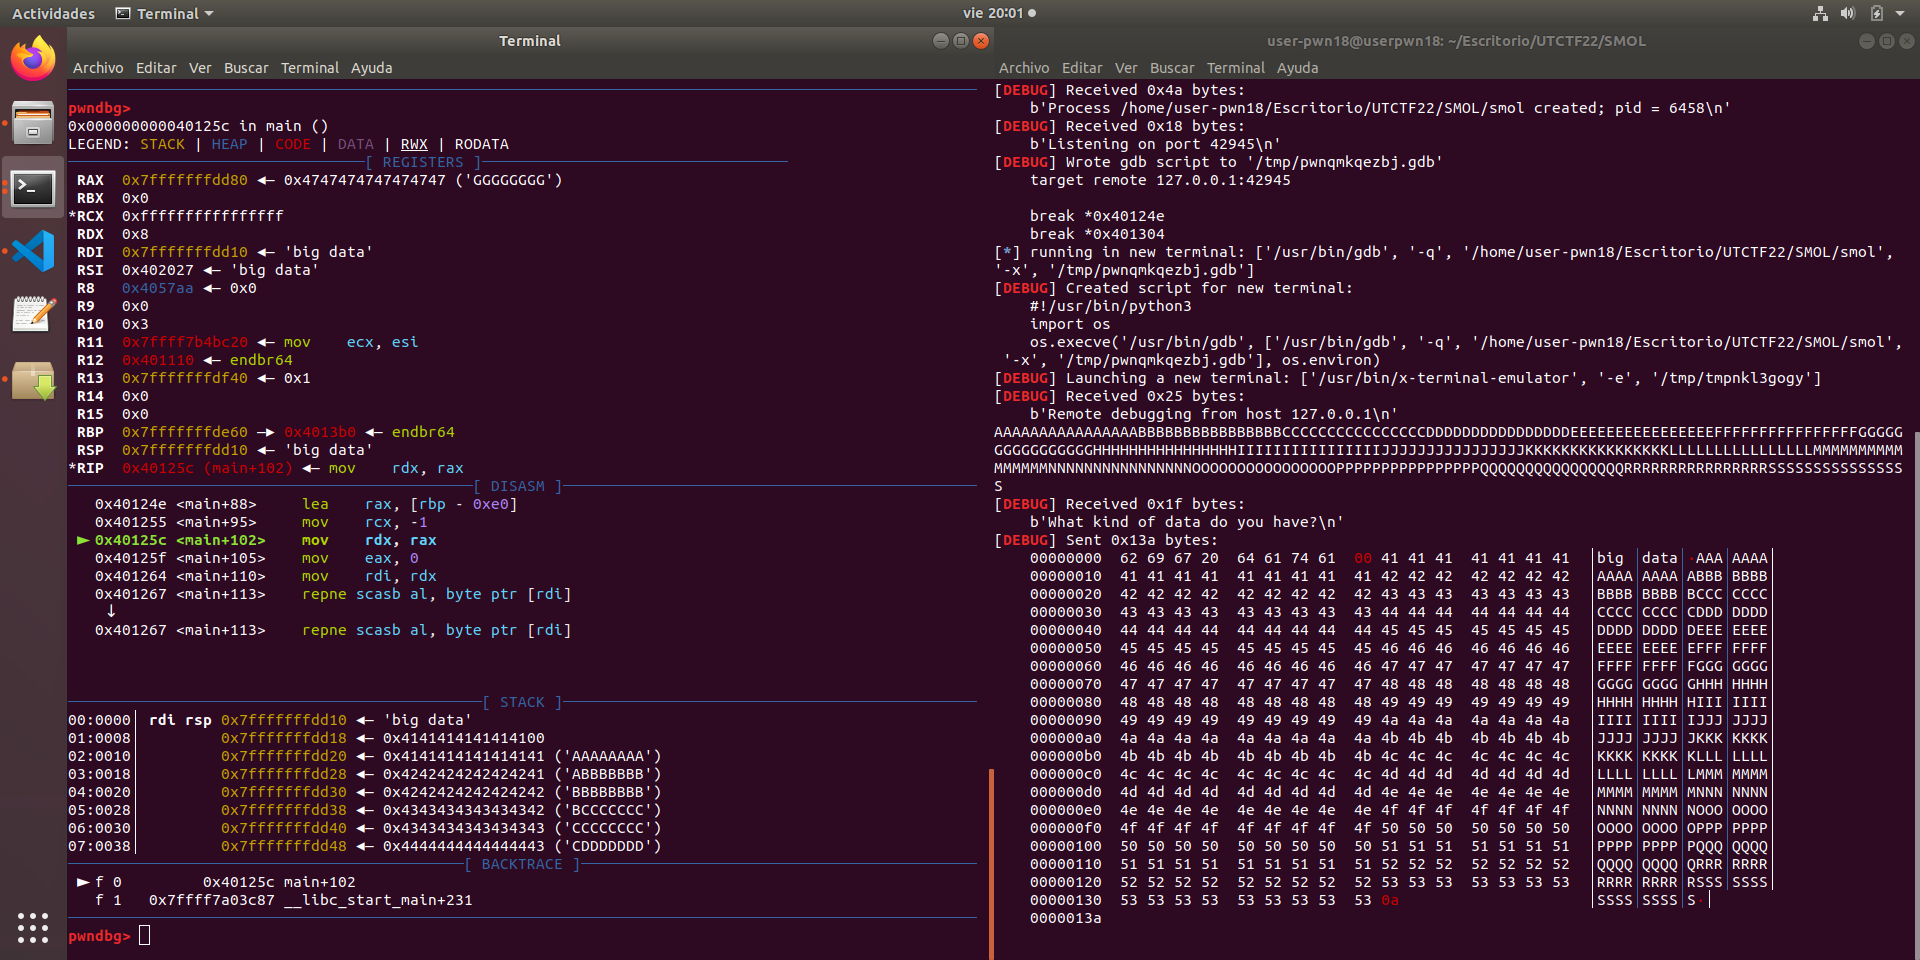 Actividades Terminal vie 20:01
Terminal
Archivo Editar Ver Buscar Terminal Ayuda
pwndbg>
0x000000000040125c in main ()
LEGEND: STACK | HEAP | CODE | DATA | RWX | RODATA
[ REGISTERS ]
RAX 0x7fffffffdd80 ◂— 0x4747474747474747 ('GGGGGGGG')
RBX 0x0
*RCX 0xffffffffffffffff
RDX 0x8
RDI 0x7fffffffdd10 ◂— 'big data'
RSI 0x402027 ◂— 'big data'
R8 0x4057aa ◂— 0x0
R9 0x0
R10 0x3
R11 0x7ffff7b4bc20 ◂— mov ecx, esi
R12 0x401110 ◂— endbr64
R13 0x7fffffffdf40 ◂— 0x1
R14 0x0
R15 0x0
RBP 0x7fffffffde60 —▸ 0x4013b0 ◂— endbr64
RSP 0x7fffffffdd10 ◂— 'big data'
*RIP 0x40125c (main+102) ◂— mov rdx, rax
[ DISASM ]
0x40124e <main+88> lea rax, [rbp - 0xe0]
0x401255 <main+95> mov rcx, -1
► 0x40125c <main+102> mov rdx, rax
0x40125f <main+105> mov eax, 0
0x401264 <main+110> mov rdi, rdx
0x401267 <main+113> repne scasb al, byte ptr [rdi]
↓
0x401267 <main+113> repne scasb al, byte ptr [rdi]
[ STACK ]
00:0000│ rdi rsp 0x7fffffffdd10 ◂— 'big data'
01:0008│ 0x7fffffffdd18 ◂— 0x4141414141414100
02:0010│ 0x7fffffffdd20 ◂— 0x4141414141414141 ('AAAAAAAA')
03:0018│ 0x7fffffffdd28 ◂— 0x4242424242424241 ('ABBBBBBB')
04:0020│ 0x7fffffffdd30 ◂— 0x4242424242424242 ('BBBBBBBB')
05:0028│ 0x7fffffffdd38 ◂— 0x4343434343434342 ('BCCCCCCC')
06:0030│ 0x7fffffffdd40 ◂— 0x4343434343434343 ('CCCCCCCC')
07:0038│ 0x7fffffffdd48 ◂— 0x4444444444444443 ('CDDDDDDD')
[ BACKTRACE ]
► f 0 0x40125c main+102
f 1 0x7ffff7a03c87 __libc_start_main+231
pwndbg>
user-pwn18@userpwn18: ~/Escritorio/UTCTF22/SMOL
Archivo Editar Ver Buscar Terminal Ayuda
[DEBUG] Received 0x4a bytes:
b'Process /home/user-pwn18/Escritorio/UTCTF22/SMOL/smol created; pid = 6458\n'
[DEBUG] Received 0x18 bytes:
b'Listening on port 42945\n'
[DEBUG] Wrote gdb script to '/tmp/pwnqmkqezbj.gdb'
target remote 127.0.0.1:42945
break *0x40124e
break *0x401304
[*] running in new terminal: ['/usr/bin/gdb', '-q', '/home/user-pwn18/Escritorio/UTCTF22/SMOL/smol',
'-x', '/tmp/pwnqmkqezbj.gdb']
[DEBUG] Created script for new terminal:
#!/usr/bin/python3
import os
os.execve('/usr/bin/gdb', ['/usr/bin/gdb', '-q', '/home/user-pwn18/Escritorio/UTCTF22/SMOL/smol',
'-x', '/tmp/pwnqmkqezbj.gdb'], os.environ)
[DEBUG] Launching a new terminal: ['/usr/bin/x-terminal-emulator', '-e', '/tmp/tmpnkl3gogy']
[DEBUG] Received 0x25 bytes:
b'Remote debugging from host 127.0.0.1\n'
AAAAAAAAAAAAAAAABBBBBBBBBBBBBBBBCCCCCCCCCCCCCCCCDDDDDDDDDDDDDDDDEEEEEEEEEEEEEEEEFFFFFFFFFFFFFFFFGGGGG
GGGGGGGGGGGHHHHHHHHHHHHHHHHIIIIIIIIIIIIIIIIJJJJJJJJJJJJJJJJKKKKKKKKKKKKKKKKLLLLLLLLLLLLLLLLMMMMMMMMMM
MMMMMMNNNNNNNNNNNNNNNNOOOOOOOOOOOOOOOOPPPPPPPPPPPPPPPPQQQQQQQQQQQQQQQQRRRRRRRRRRRRRRRRSSSSSSSSSSSSSSS
S
[DEBUG] Received 0x1f bytes:
b'What kind of data do you have?\n'
[DEBUG] Sent 0x13a bytes:
00000000 62 69 67 20 64 61 74 61 00 41 41 41 41 41 41 41 │big │data│·AAA│AAAA│
00000010 41 41 41 41 41 41 41 41 41 42 42 42 42 42 42 42 │AAAA│AAAA│ABBB│BBBB│
00000020 42 42 42 42 42 42 42 42 42 43 43 43 43 43 43 43 │BBBB│BBBB│BCCC│CCCC│
00000030 43 43 43 43 43 43 43 43 43 44 44 44 44 44 44 44 │CCCC│CCCC│CDDD│DDDD│
00000040 44 44 44 44 44 44 44 44 44 45 45 45 45 45 45 45 │DDDD│DDDD│DEEE│EEEE│
00000050 45 45 45 45 45 45 45 45 45 46 46 46 46 46 46 46 │EEEE│EEEE│EFFF│FFFF│
00000060 46 46 46 46 46 46 46 46 46 47 47 47 47 47 47 47 │FFFF│FFFF│FGGG│GGGG│
00000070 47 47 47 47 47 47 47 47 47 48 48 48 48 48 48 48 │GGGG│GGGG│GHHH│HHHH│
00000080 48 48 48 48 48 48 48 48 48 49 49 49 49 49 49 49 │HHHH│HHHH│HIII│IIII│
00000090 49 49 49 49 49 49 49 49 49 4a 4a 4a 4a 4a 4a 4a │IIII│IIII│IJJJ│JJJJ│
000000a0 4a 4a 4a 4a 4a 4a 4a 4a 4a 4b 4b 4b 4b 4b 4b 4b │JJJJ│JJJJ│JKKK│KKKK│
000000b0 4b 4b 4b 4b 4b 4b 4b 4b 4b 4c 4c 4c 4c 4c 4c 4c │KKKK│KKKK│KLLL│LLLL│
000000c0 4c 4c 4c 4c 4c 4c 4c 4c 4c 4d 4d 4d 4d 4d 4d 4d │LLLL│LLLL│LMMM│MMMM│
000000d0 4d 4d 4d 4d 4d 4d 4d 4d 4d 4e 4e 4e 4e 4e 4e 4e │MMMM│MMMM│MNNN│NNNN│
000000e0 4e 4e 4e 4e 4e 4e 4e 4e 4e 4f 4f 4f 4f 4f 4f 4f │NNNN│NNNN│NOOO│OOOO│
000000f0 4f 4f 4f 4f 4f 4f 4f 4f 4f 50 50 50 50 50 50 50 │OOOO│OOOO│OPPP│PPPP│
00000100 50 50 50 50 50 50 50 50 50 51 51 51 51 51 51 51 │PPPP│PPPP│PQQQ│QQQQ│
00000110 51 51 51 51 51 51 51 51 51 52 52 52 52 52 52 52 │QQQQ│QQQQ│QRRR│RRRR│
00000120 52 52 52 52 52 52 52 52 52 53 53 53 53 53 53 53 │RRRR│RRRR│RSSS│SSSS│
00000130 53 53 53 53 53 53 53 53 53 0a │SSSS│SSSS│S·│
0000013a